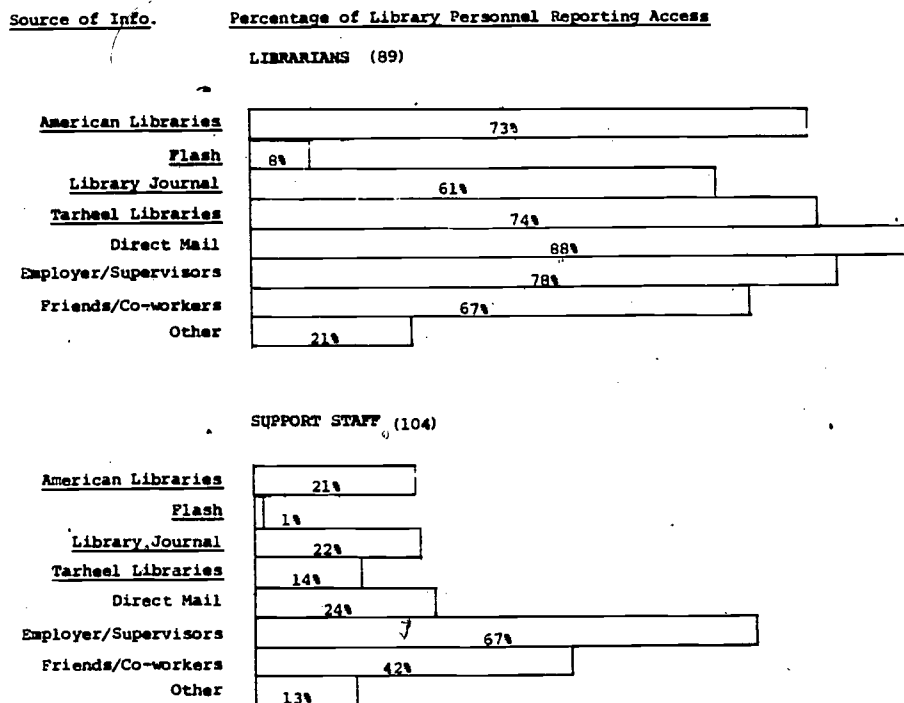 Source of Info. Percentage of Library Personnel Reporting Access
LIBRARIANS (89)
American Libraries 73%
Flash 8%
Library Journal 61%
Tarheel Libraries 74%
Direct Mail 88%
Employer/Supervisors 78%
Friends/Co-workers 67%
Other 21%
SUPPORT STAFF (104)
American Libraries 21%
Flash 1%
Library Journal 22%
Tarheel Libraries 14%
Direct Mail 24%
Employer/Supervisors 67%
Friends/Co-workers 42%
Other 13%